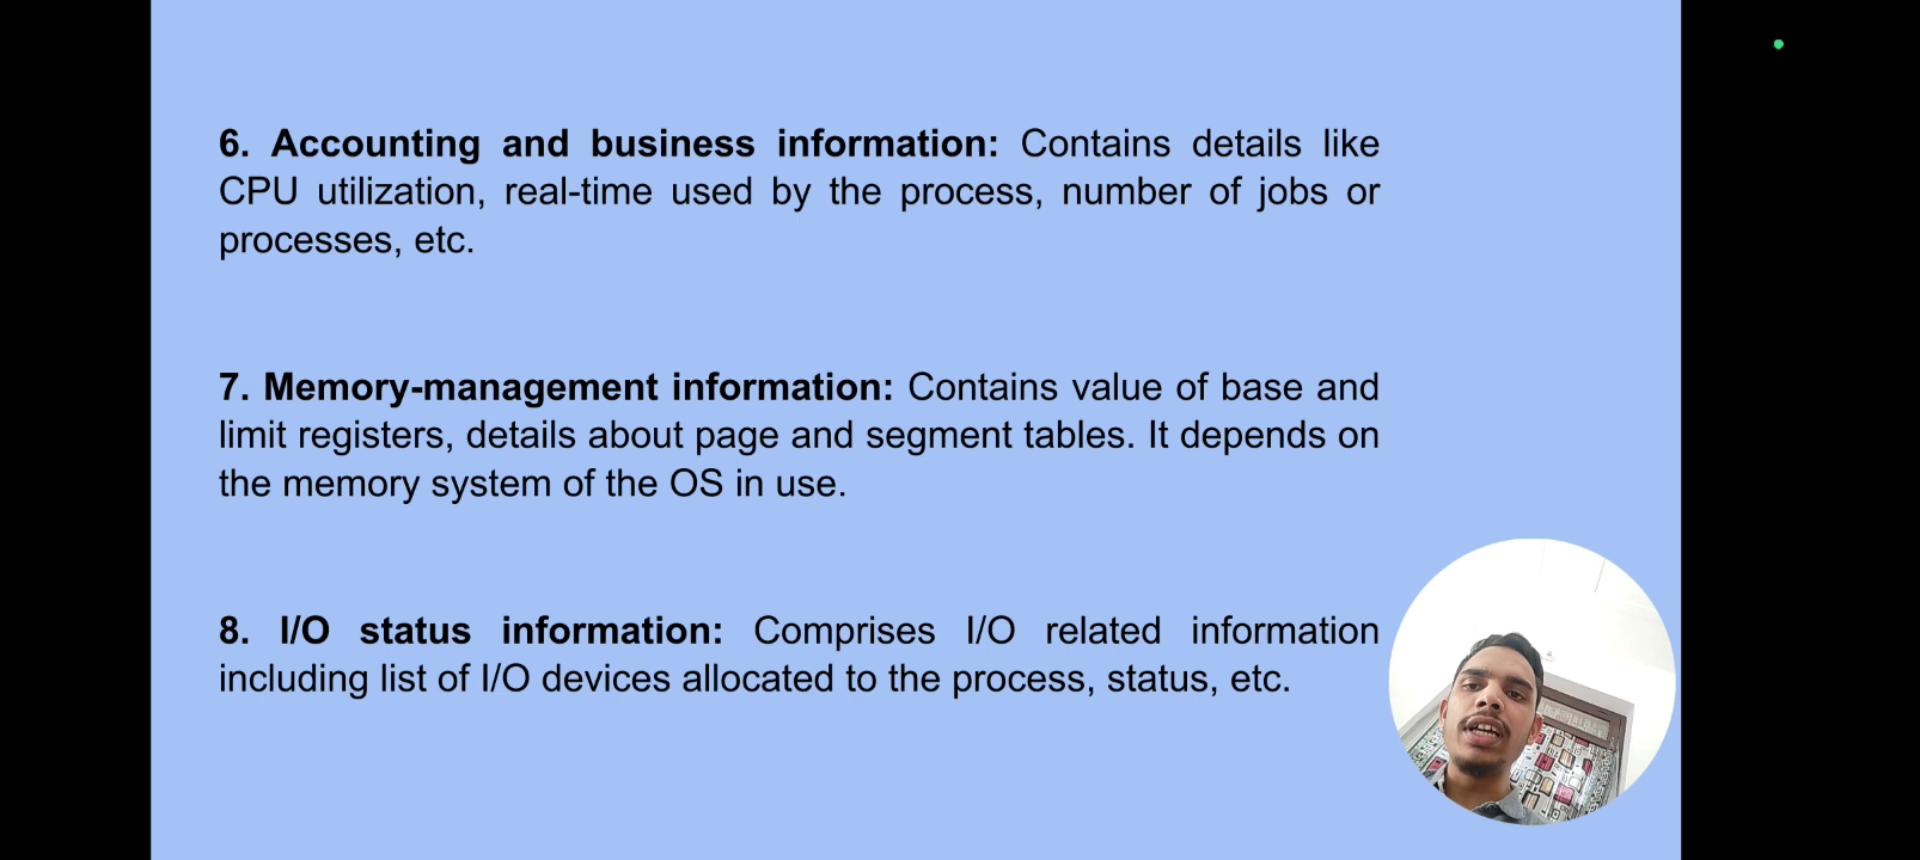 6. Accounting and business information: Contains details like
CPU utilization, real-time used by the process, number of jobs or
processes, etc.
7. Memory-management information: Contains value of base and
limit registers, details about page and segment tables. It depends on
the memory system of the OS in use.
8. I/O status information: Comprises I/O related information
including list of I/O devices allocated to the process, status, etc.